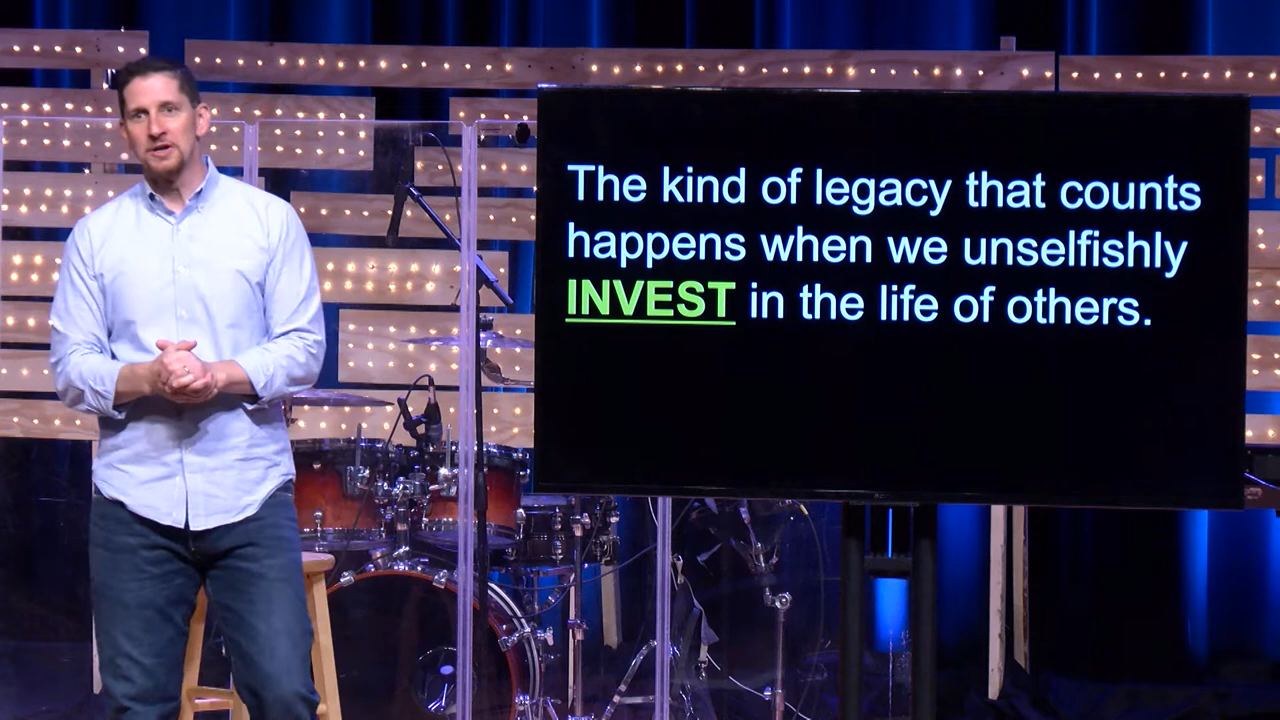 The kind of legacy that counts
happens when we unselfishly
INVEST in the life of others.